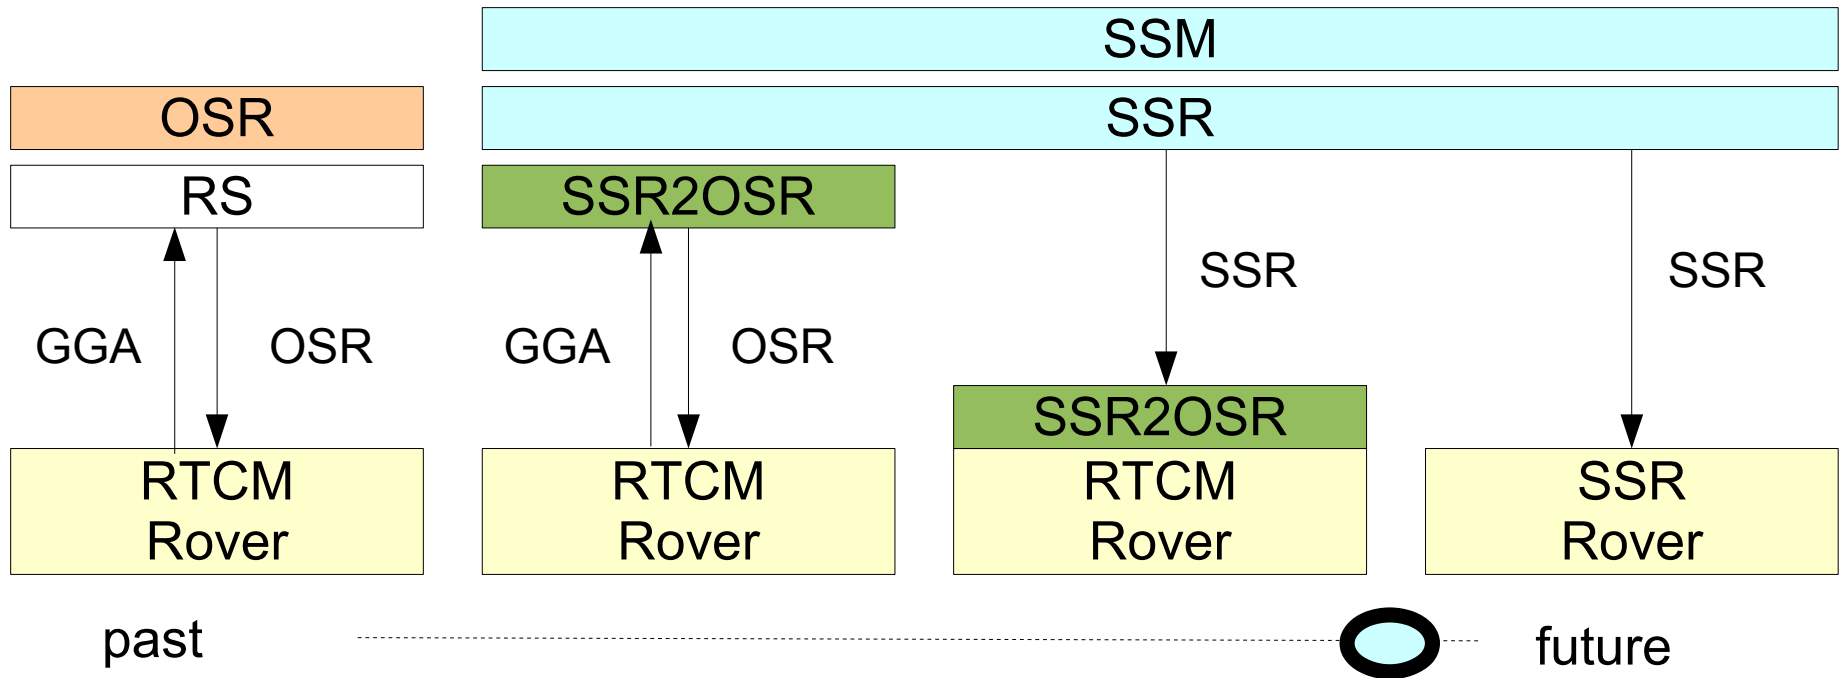 SSM
OSR
SSR
RS
SSR2OSR
SSR
SSR
GGA
OSR
GGA
OSR
SSR2OSR
RTCM
Rover
RTCM
Rover
RTCM
Rover
SSR
Rover
past
future